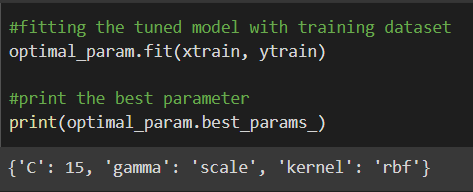 #fitting the tuned model with training dataset
optimal_param.fit(xtrain, ytrain)
#print the best parameter
print(optimal_param.best_params_)
{'C': 15, 'gamma': 'scale', 'kernel': 'rbf'}